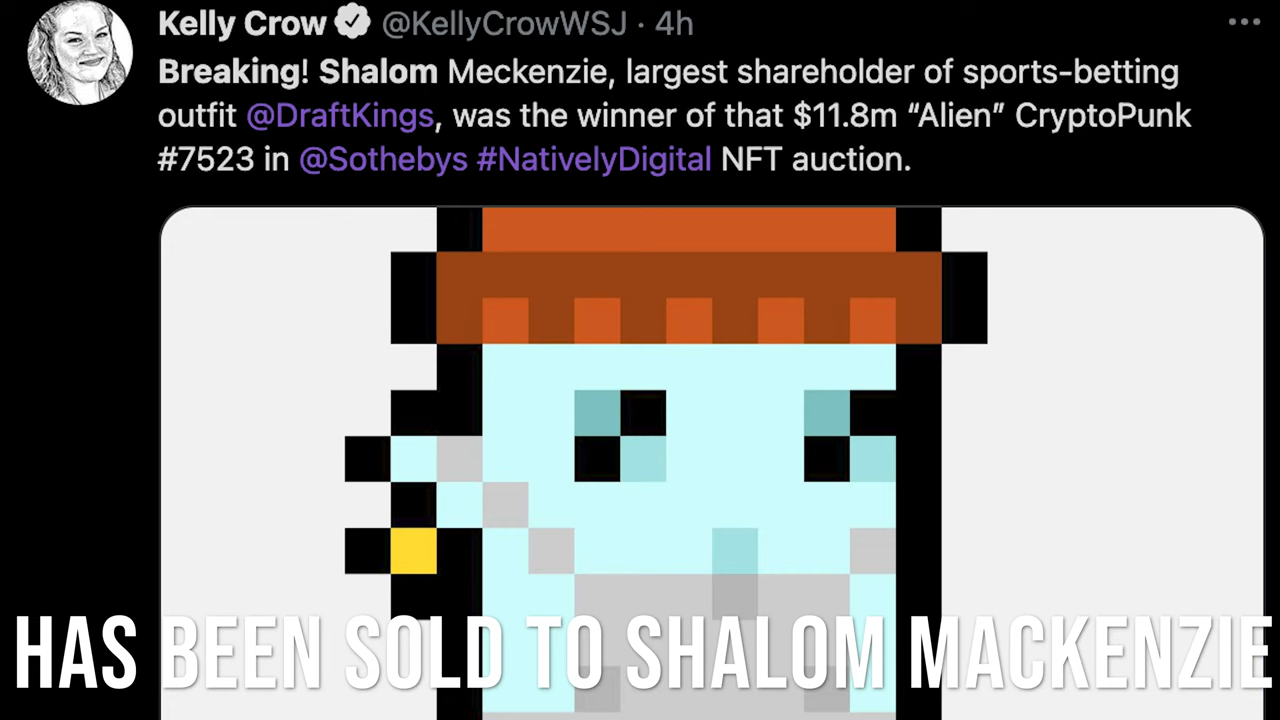 Kelly Crow @KellyCrowWSJ · 4h
Breaking! Shalom Meckenzie, largest shareholder of sports-betting
outfit @DraftKings, was the winner of that $11.8m “Alien” CryptoPunk
#7523 in @Sothebys #NativelyDigital NFT auction.
HAS BEEN SOLD TO SHALOM MACKENZIE